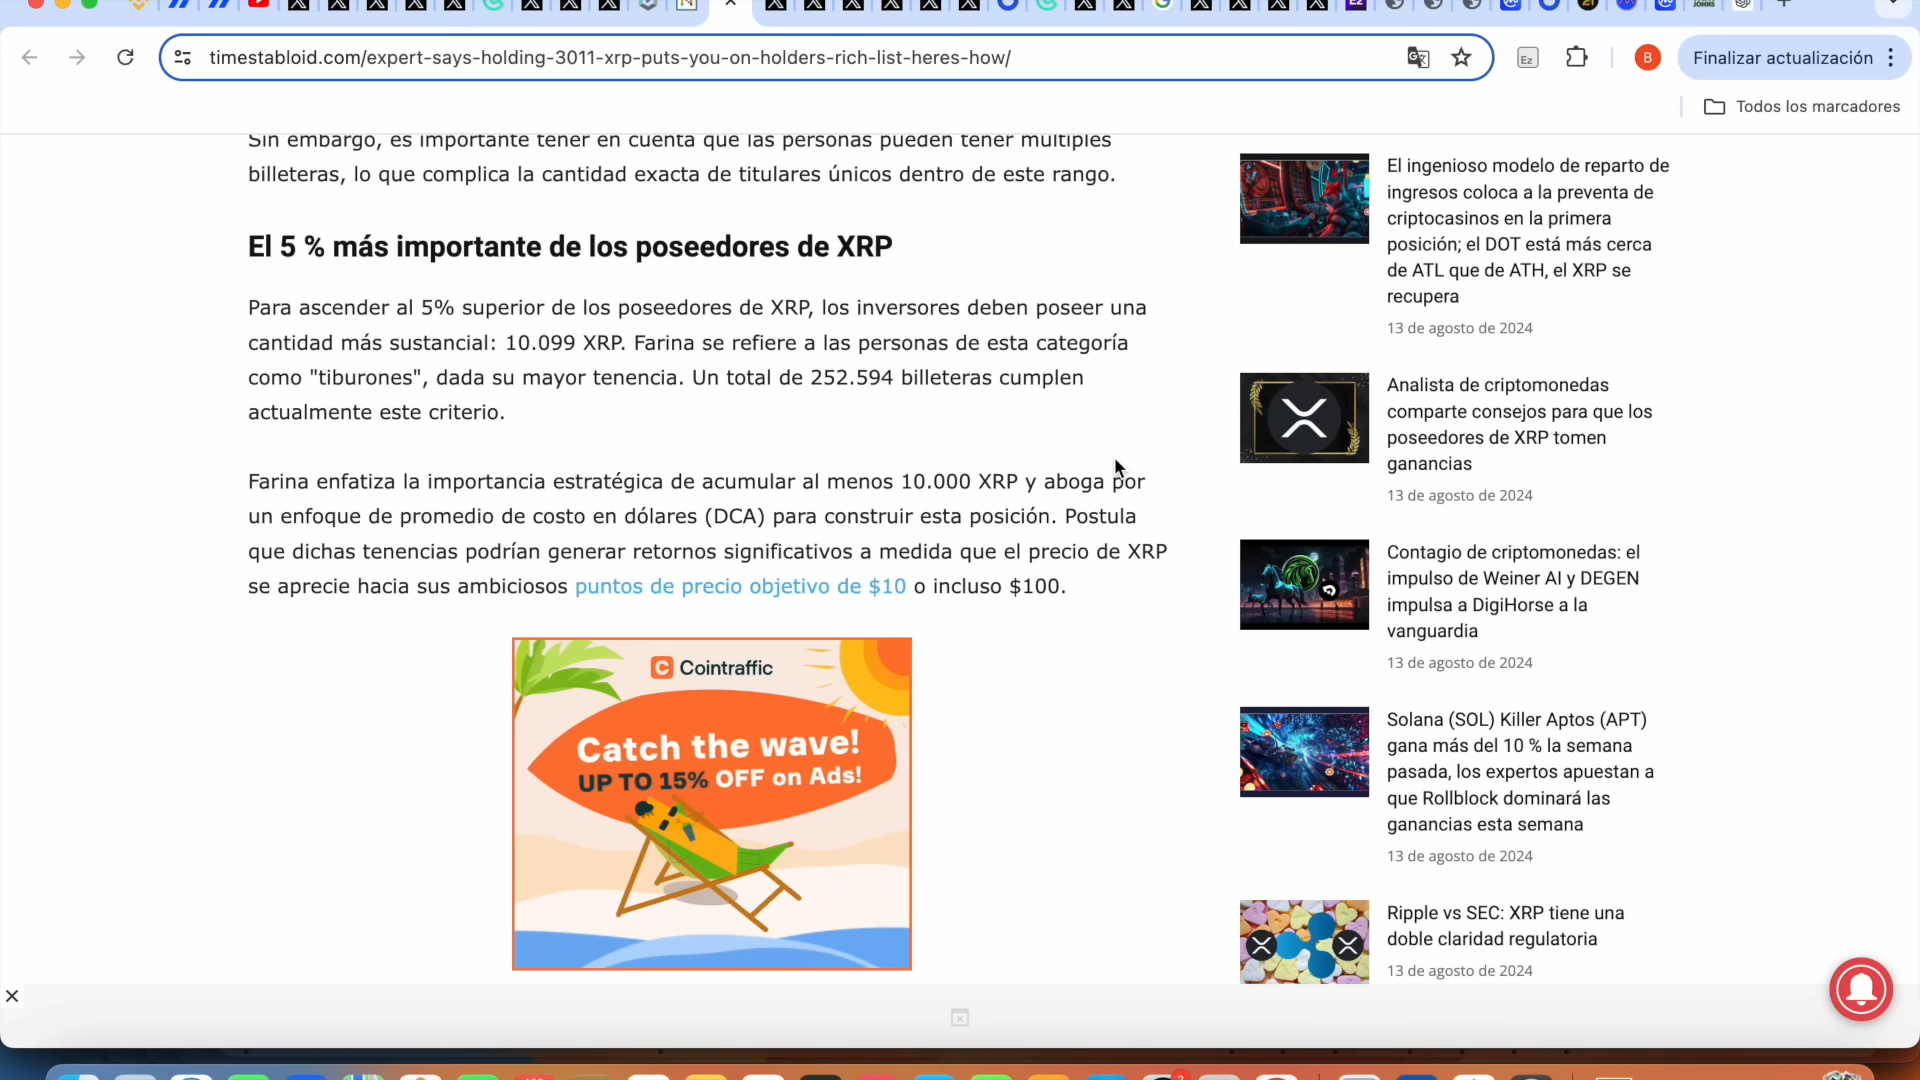 timestabloid.com/expert-says-holding-3011-xrp-puts-you-on-holders-rich-list-heres-how/
Ez
B
Finalizar actualización
Todos los marcadores
Sin embargo, es importante tener en cuenta que las personas pueden tener múltiples
billeteras, lo que complica la cantidad exacta de titulares únicos dentro de este rango.
El 5 % más importante de los poseedores de XRP
Para ascender al 5% superior de los poseedores de XRP, los inversores deben poseer una
cantidad más sustancial: 10.099 XRP. Farina se refiere a las personas de esta categoría
como "tiburones", dada su mayor tenencia. Un total de 252.594 billeteras cumplen
actualmente este criterio.
Farina enfatiza la importancia estratégica de acumular al menos 10.000 XRP y aboga por
un enfoque de promedio de costo en dólares (DCA) para construir esta posición. Postula
que dichas tenencias podrían generar retornos significativos a medida que el precio de XRP
se aprecie hacia sus ambiciosos puntos de precio objetivo de $10 o incluso $100.
Cointraffic
Catch the wave!
UP TO 15% OFF on Ads!
El ingenioso modelo de reparto de
ingresos coloca a la preventa de
criptocasinos en la primera
posición; el DOT está más cerca
de ATL que de ATH, el XRP se
recupera
13 de agosto de 2024
Analista de criptomonedas
comparte consejos para que los
poseedores de XRP tomen
ganancias
13 de agosto de 2024
Contagio de criptomonedas: el
impulso de Weiner AI y DEGEN
impulsa a DigiHorse a la
vanguardia
13 de agosto de 2024
Solana (SOL) Killer Aptos (APT)
gana más del 10 % la semana
pasada, los expertos apuestan a
que Rollblock dominará las
ganancias esta semana
13 de agosto de 2024
Ripple vs SEC: XRP tiene una
doble claridad regulatoria
13 de agosto de 2024